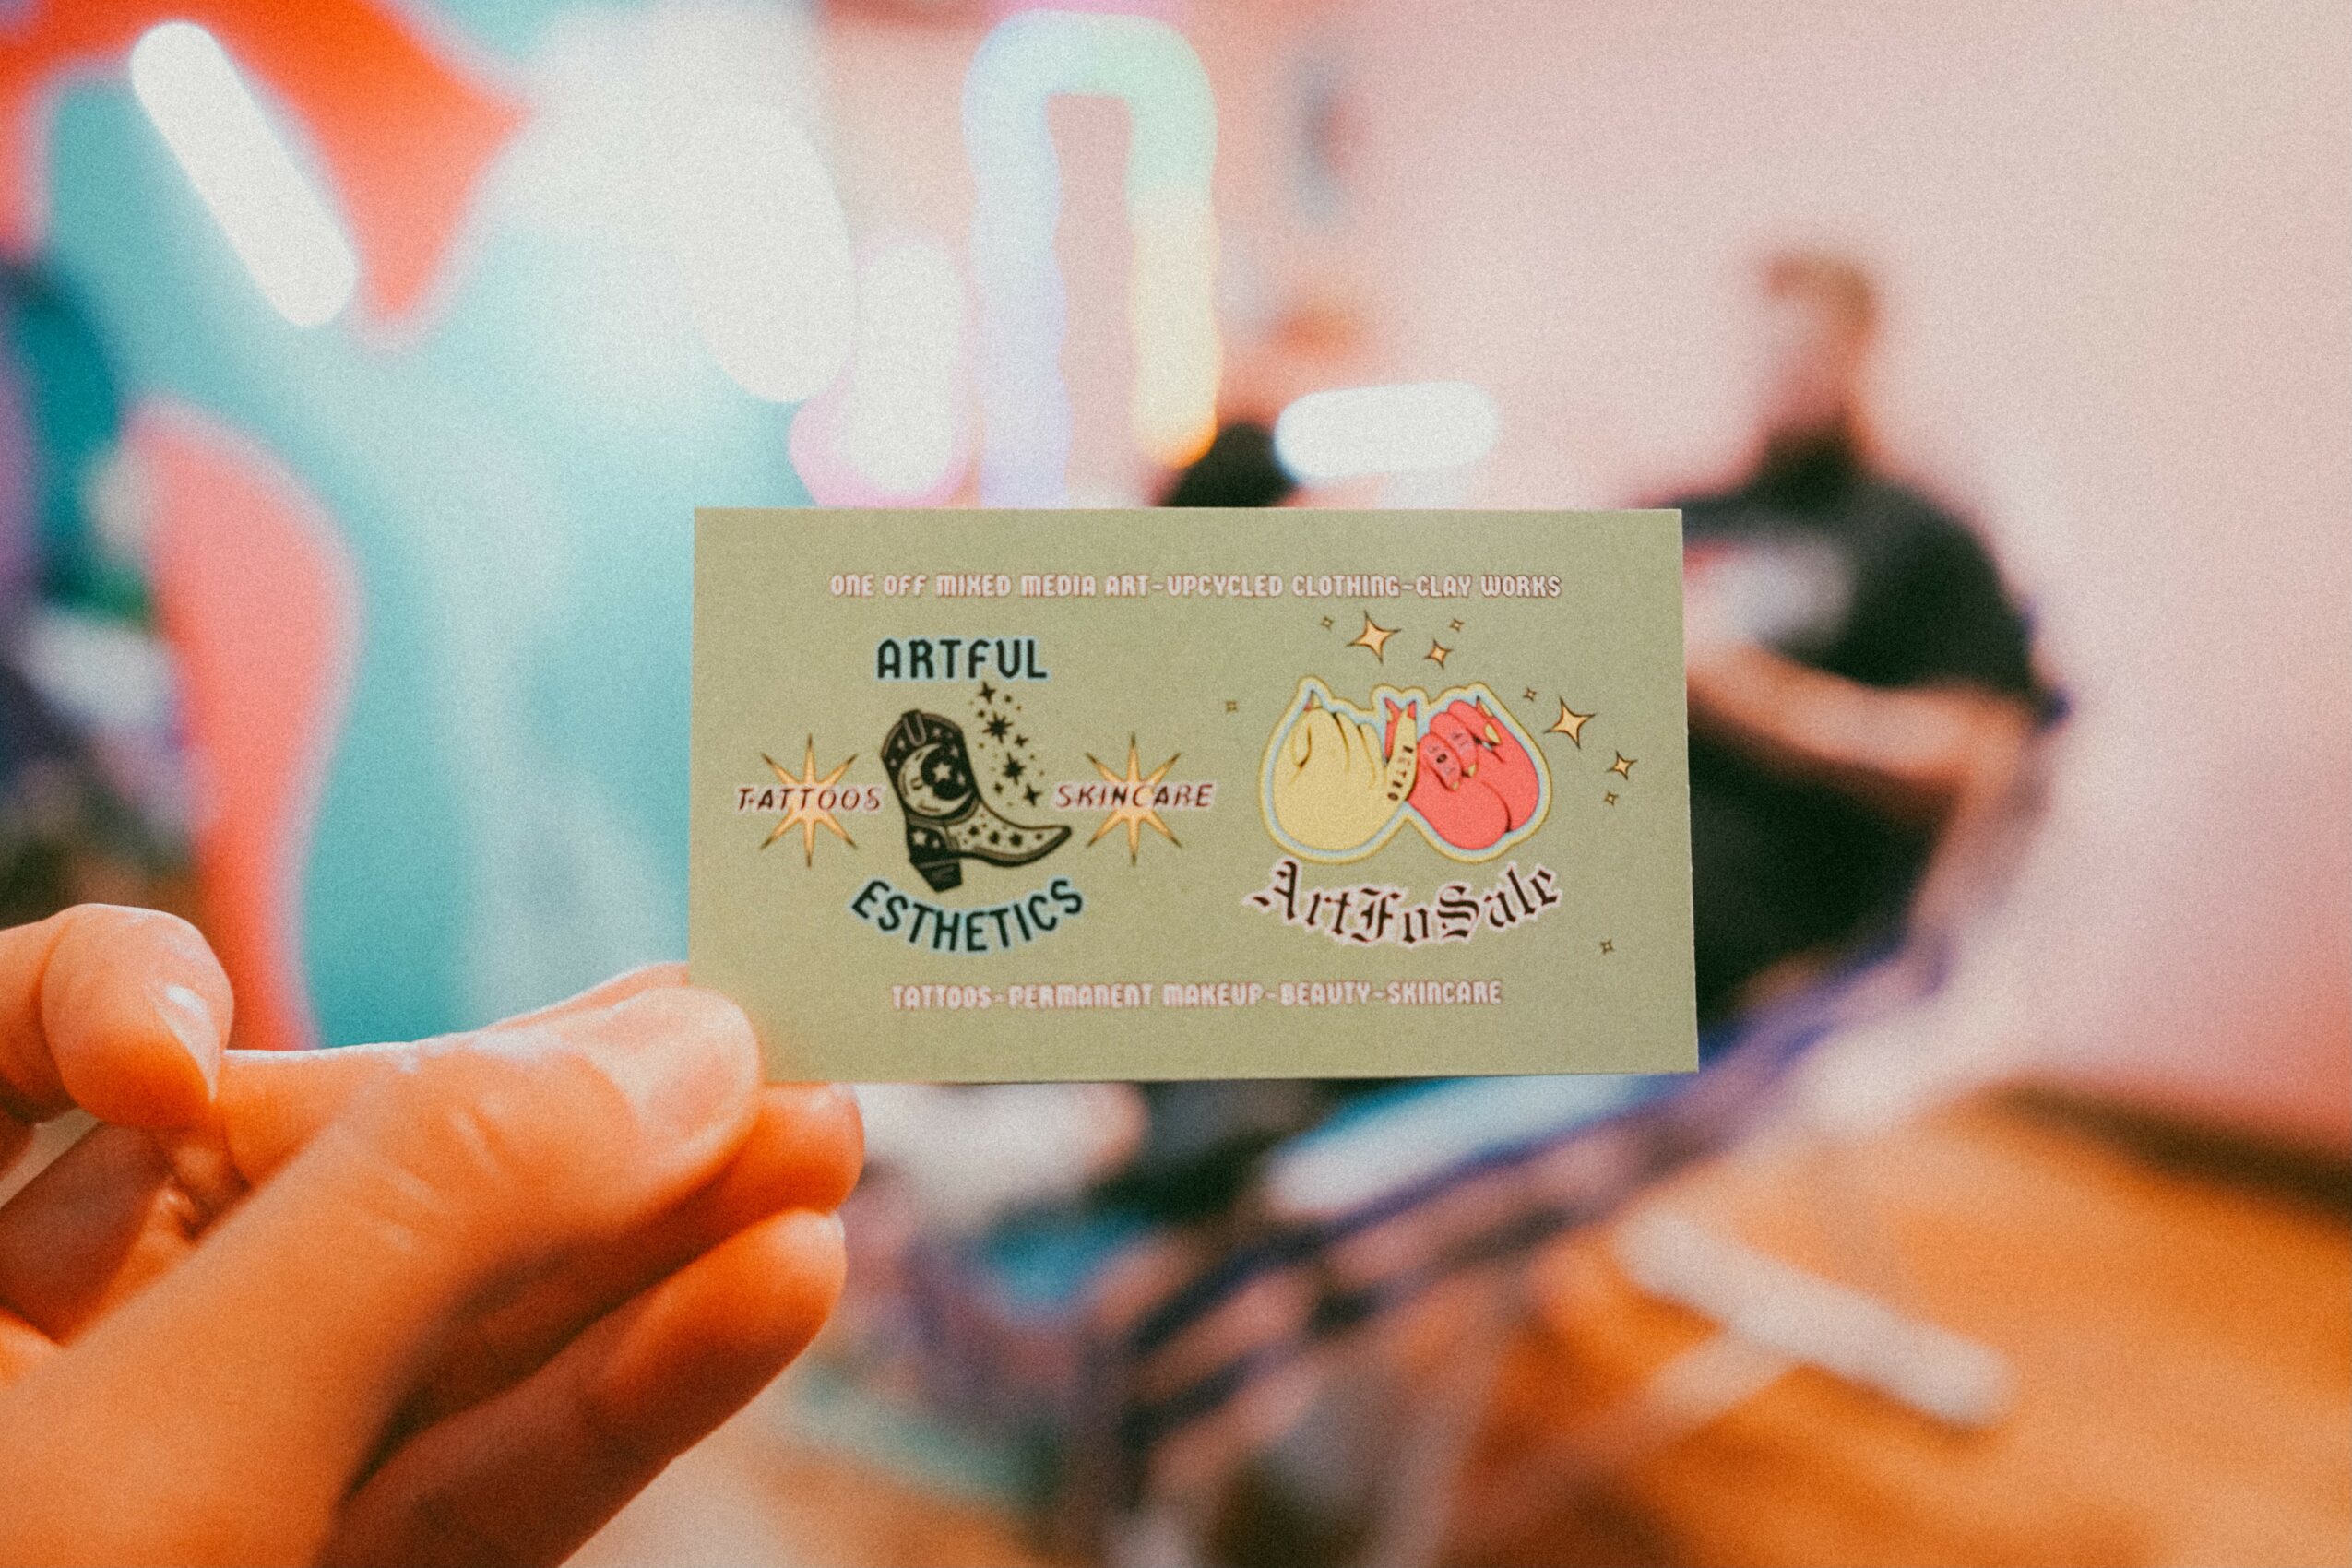 ONE OFF MIXED MEDIA ART-UPCYCLED CLOTHING-CLAY WORKS
ARTFUL
TATTOOS
SKINCARE
ESTHETICS
ArtFoSale
TATTOOS-PERMANENT MAKEUP-BEAUTY-SKINCARE